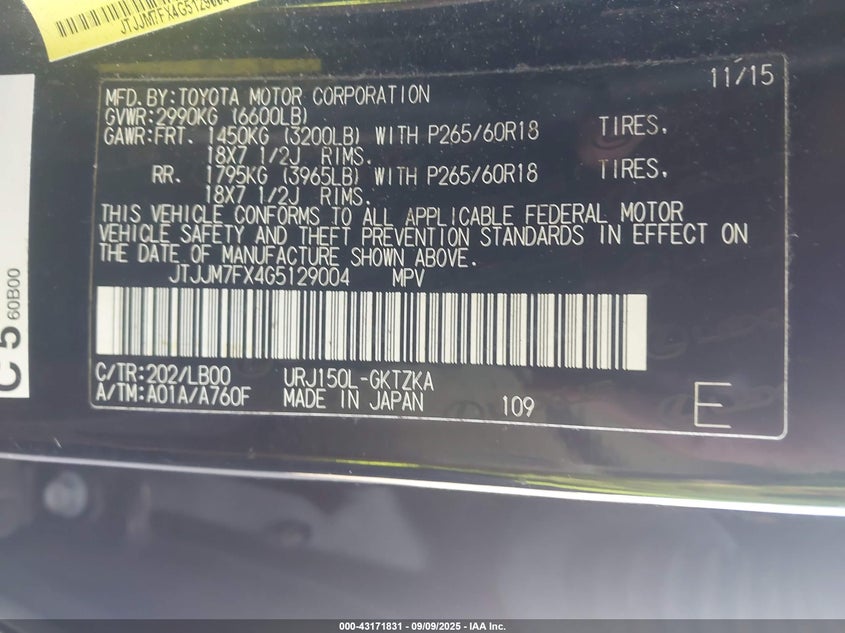 JTJJM7FX4G5129004
11/15
MFD.BY:TOYOTA MOTOR CORPORATION
GVWR:2990KG (6600LB)
GAWR:FRT. 1450KG (3200LB) WITH P265/60R18 TIRES,
18X7 1/2J RIMS.
RR. 1795KG (3965LB) WITH P265/60R18 TIRES,
18X7 1/2J RIMS.
THIS VEHICLE CONFORMS TO ALL APPLICABLE FEDERAL MOTOR
VEHICLE SAFETY AND THEFT PREVENTION STANDARDS IN EFFECT ON
THE DATE OF MANUFACTURE SHOWN ABOVE.
JTJJM7FX4G5129004 MPV
C/TR:202/LB00 URJ150L-GKTZKA
A/TM:A01A/A760F MADE IN JAPAN 109 E
C 5 60B00
000-43171831 - 09/09/2025 - IAA Inc.